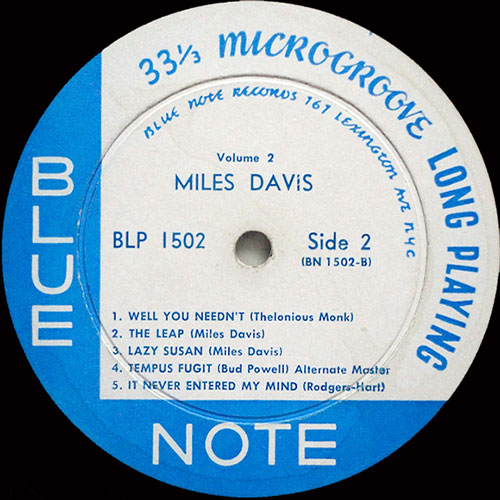 33⅓ MICROGROOVE LONG PLAYING
BLUE NOTE RECORDS 767 LEXINGTON AVE NYC
Volume 2
MILES DAVIS
BLP 1502
Side 2
(BN 1502-B)
1. WELL YOU NEEDN'T (Thelonious Monk)
2. THE LEAP (Miles Davis)
3. LAZY SUSAN (Miles Davis)
4. TEMPUS FUGIT (Bud Powell) Alternate Master
5. IT NEVER ENTERED MY MIND (Rodgers-Hart)
BLUE
NOTE